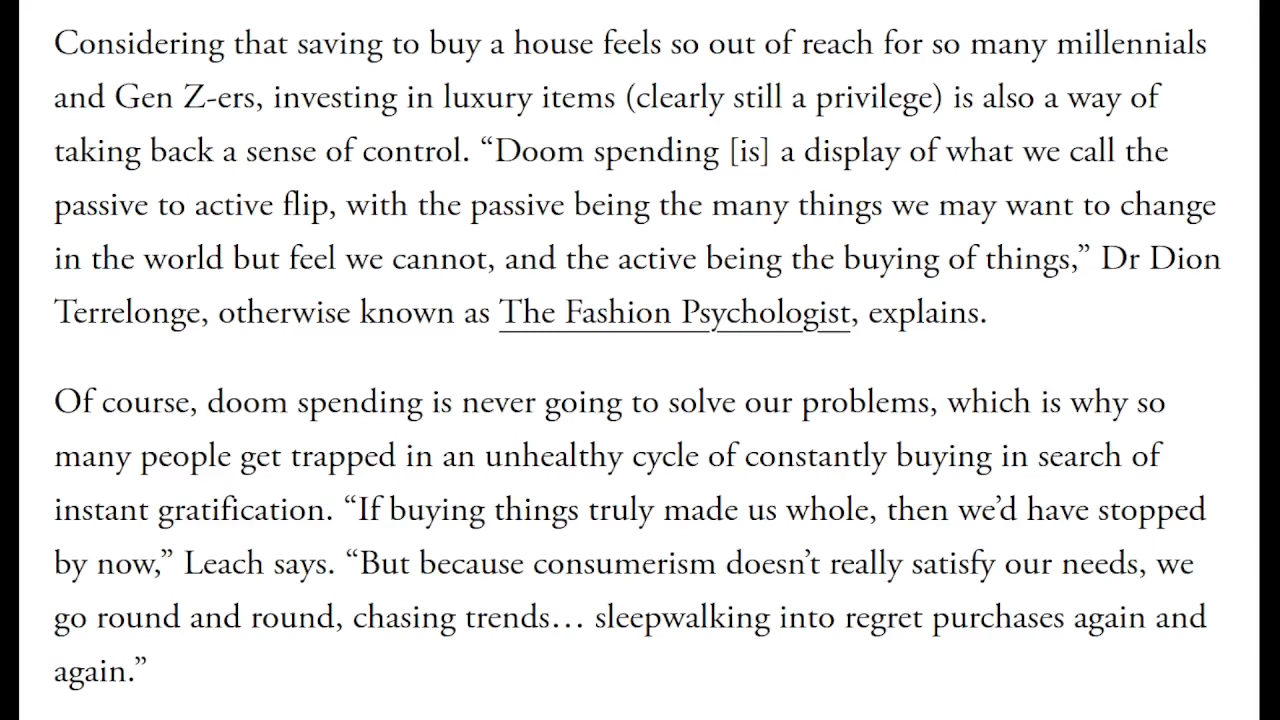 Considering that saving to buy a house feels so out of reach for so many millennials
and Gen Z-ers, investing in luxury items (clearly still a privilege) is also a way of
taking back a sense of control. “Doom spending [is] a display of what we call the
passive to active flip, with the passive being the many things we may want to change
in the world but feel we cannot, and the active being the buying of things,” Dr Dion
Terrelonge, otherwise known as The Fashion Psychologist, explains.
Of course, doom spending is never going to solve our problems, which is why so
many people get trapped in an unhealthy cycle of constantly buying in search of
instant gratification. “If buying things truly made us whole, then we’d have stopped
by now,” Leach says. “But because consumerism doesn’t really satisfy our needs, we
go round and round, chasing trends… sleepwalking into regret purchases again and
again.”